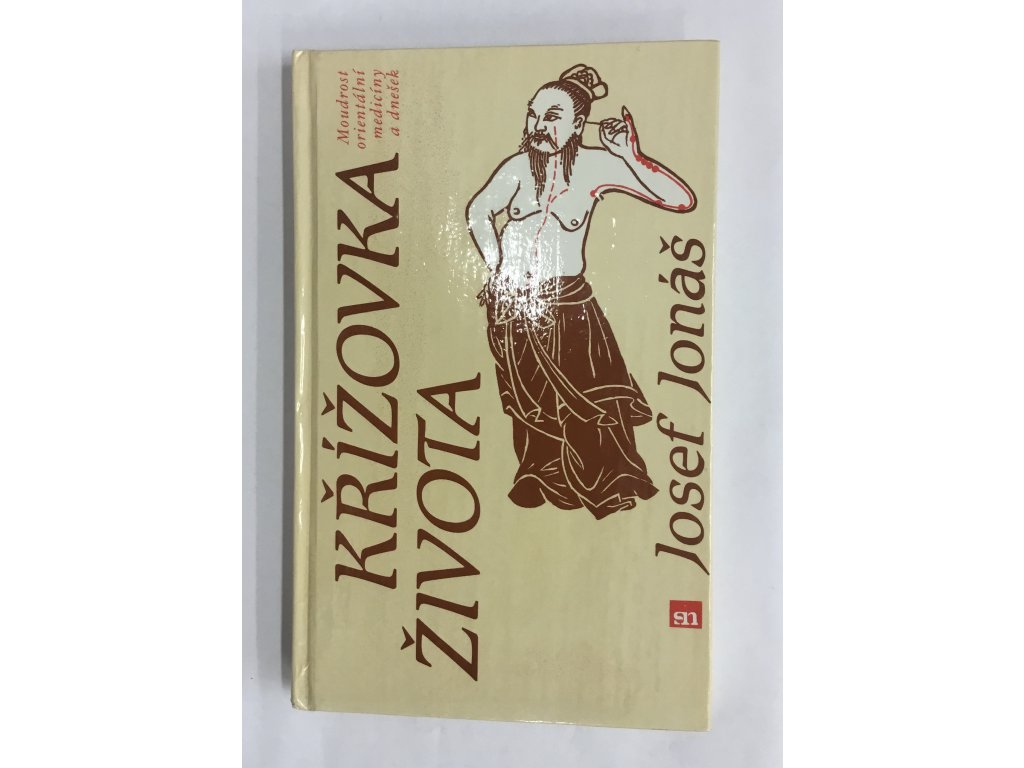 Moudrost
orientální
medicíny
a dnešek
KŘÍŽOVKA
ŽIVOTA
Josef Jonáš
sn